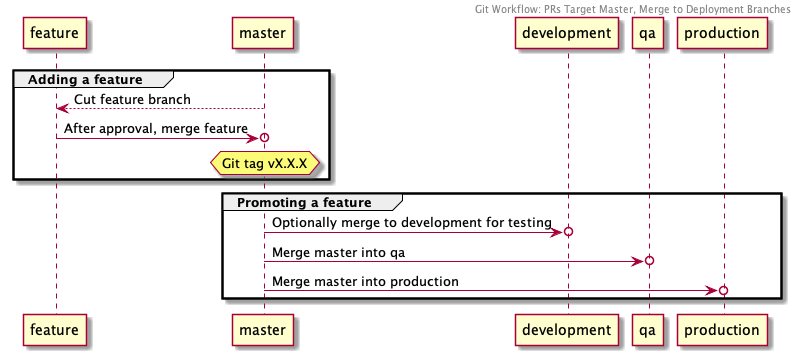 Git Workflow: PRs Target Master, Merge to Deployment Branches
feature
master
development
qa
production
Adding a feature
Cut feature branch
After approval, merge feature
Git tag vX.X.X
Promoting a feature
Optionally merge to development for testing
Merge master into qa
Merge master into production
feature
master
development
qa
production